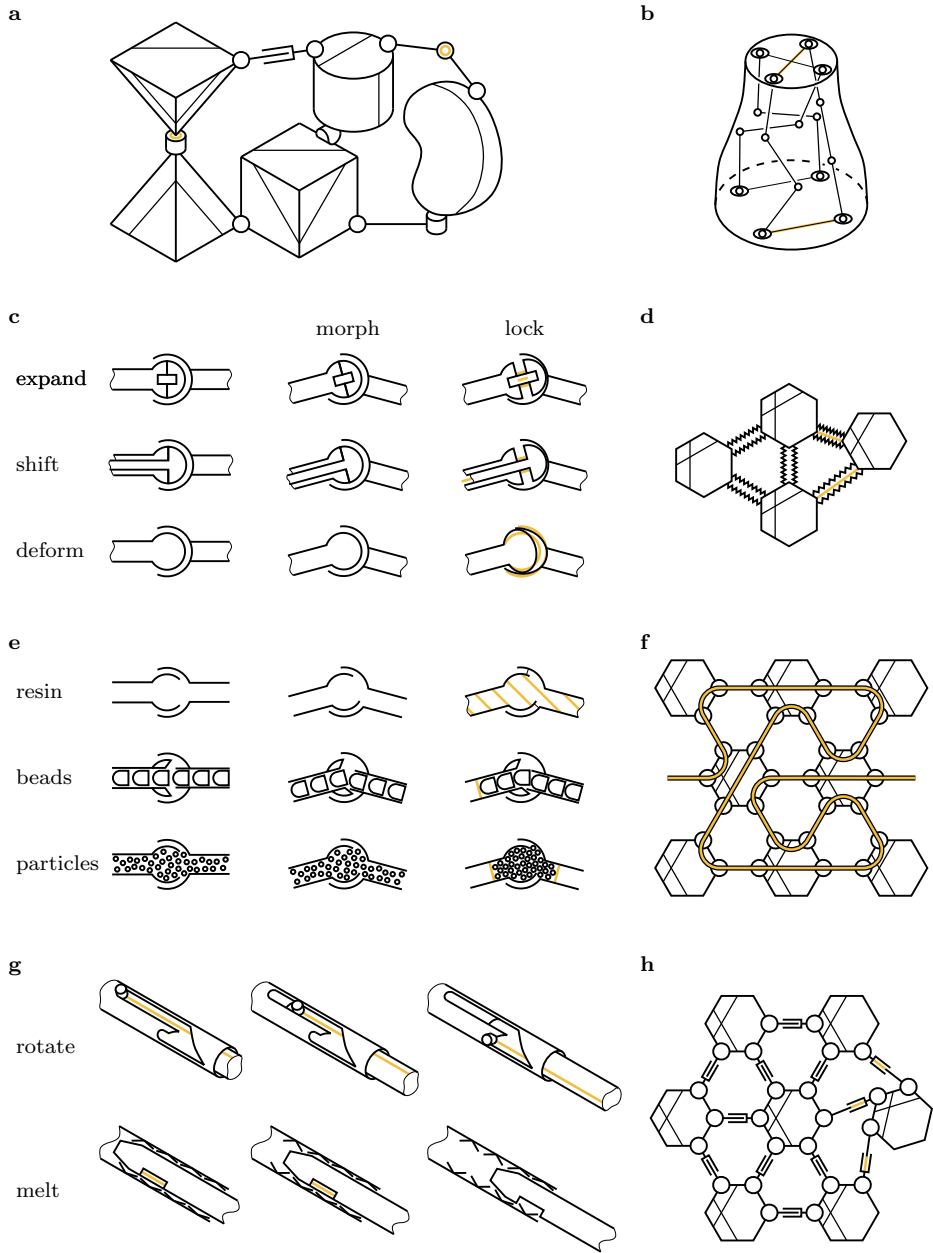 a
b
c
morph
lock
d
expand
shift
deform
e
f
resin
beads
particles
g
h
rotate
melt